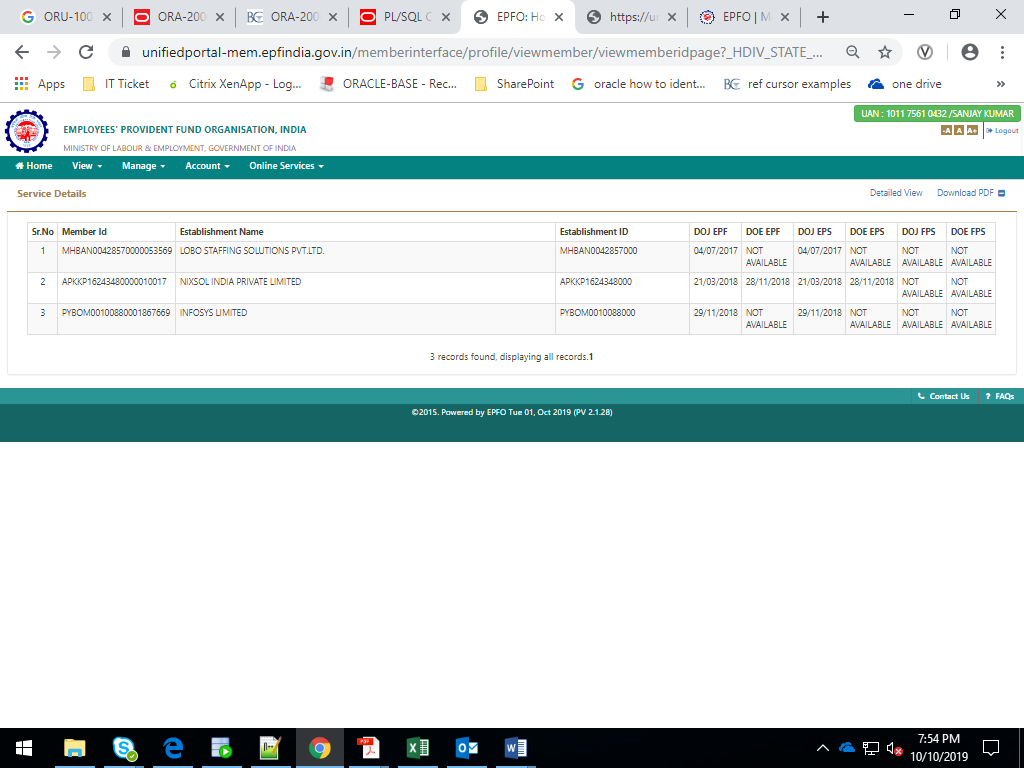 ORU-100 ORA-200 ORA-200 PL/SQL C EPFO: Ho https://u EPFO | M
unifiedportal-mem.epfindia.gov.in/memberinterface/profile/viewmember/viewmemberidpage?_HDIV_STATE_...
Apps IT Ticket Citrix XenApp - Log... ORACLE-BASE - Rec... SharePoint oracle how to ident... ref cursor examples one drive »
UAN : 1011 7561 0432 /SANJAY KUMAR
EMPLOYEES' PROVIDENT FUND ORGANISATION, INDIA
-A A A+ Logout
MINISTRY OF LABOUR & EMPLOYMENT, GOVERNMENT OF INDIA
Home View Manage Account Online Services
Service Details Detailed View Download PDF
Sr.No Member Id Establishment Name Establishment ID DOJ EPF DOE EPF DOJ EPS DOE EPS DOJ FPS DOE FPS
1 MHBAN00428570000053569 LOBO STAFFING SOLUTIONS PVT.LTD. MHBAN0042857000 04/07/2017 NOT AVAILABLE 04/07/2017 NOT AVAILABLE NOT AVAILABLE NOT AVAILABLE
2 APKKP16243480000010017 NIXSOL INDIA PRIVATE LIMITED APKKP1624348000 21/03/2018 28/11/2018 21/03/2018 28/11/2018 NOT AVAILABLE NOT AVAILABLE
3 PYBOM00100880001867669 INFOSYS LIMITED PYBOM0010088000 29/11/2018 NOT AVAILABLE 29/11/2018 NOT AVAILABLE NOT AVAILABLE NOT AVAILABLE
3 records found, displaying all records.1
Contact Us ? FAQs
©2015. Powered by EPFO Tue 01, Oct 2019 (PV 2.1.28)
7:54 PM
10/10/2019